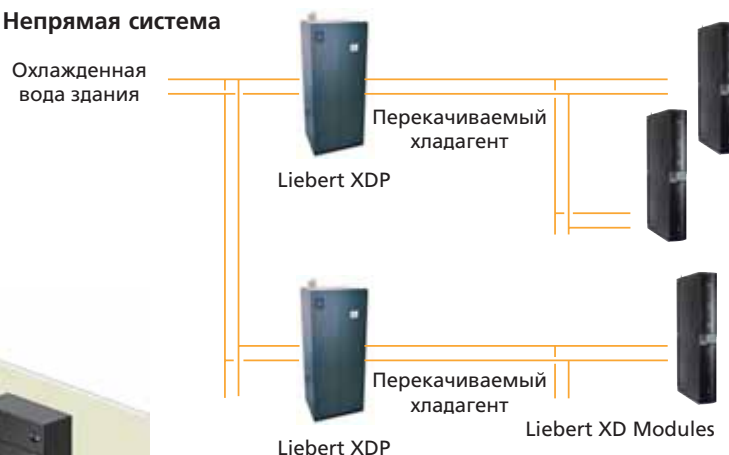 Непрямая система
Охлажденная
вода здания
Перекачиваемый
хладагент
Liebert XDP
Перекачиваемый
хладагент
Liebert XD Modules
Liebert XDP